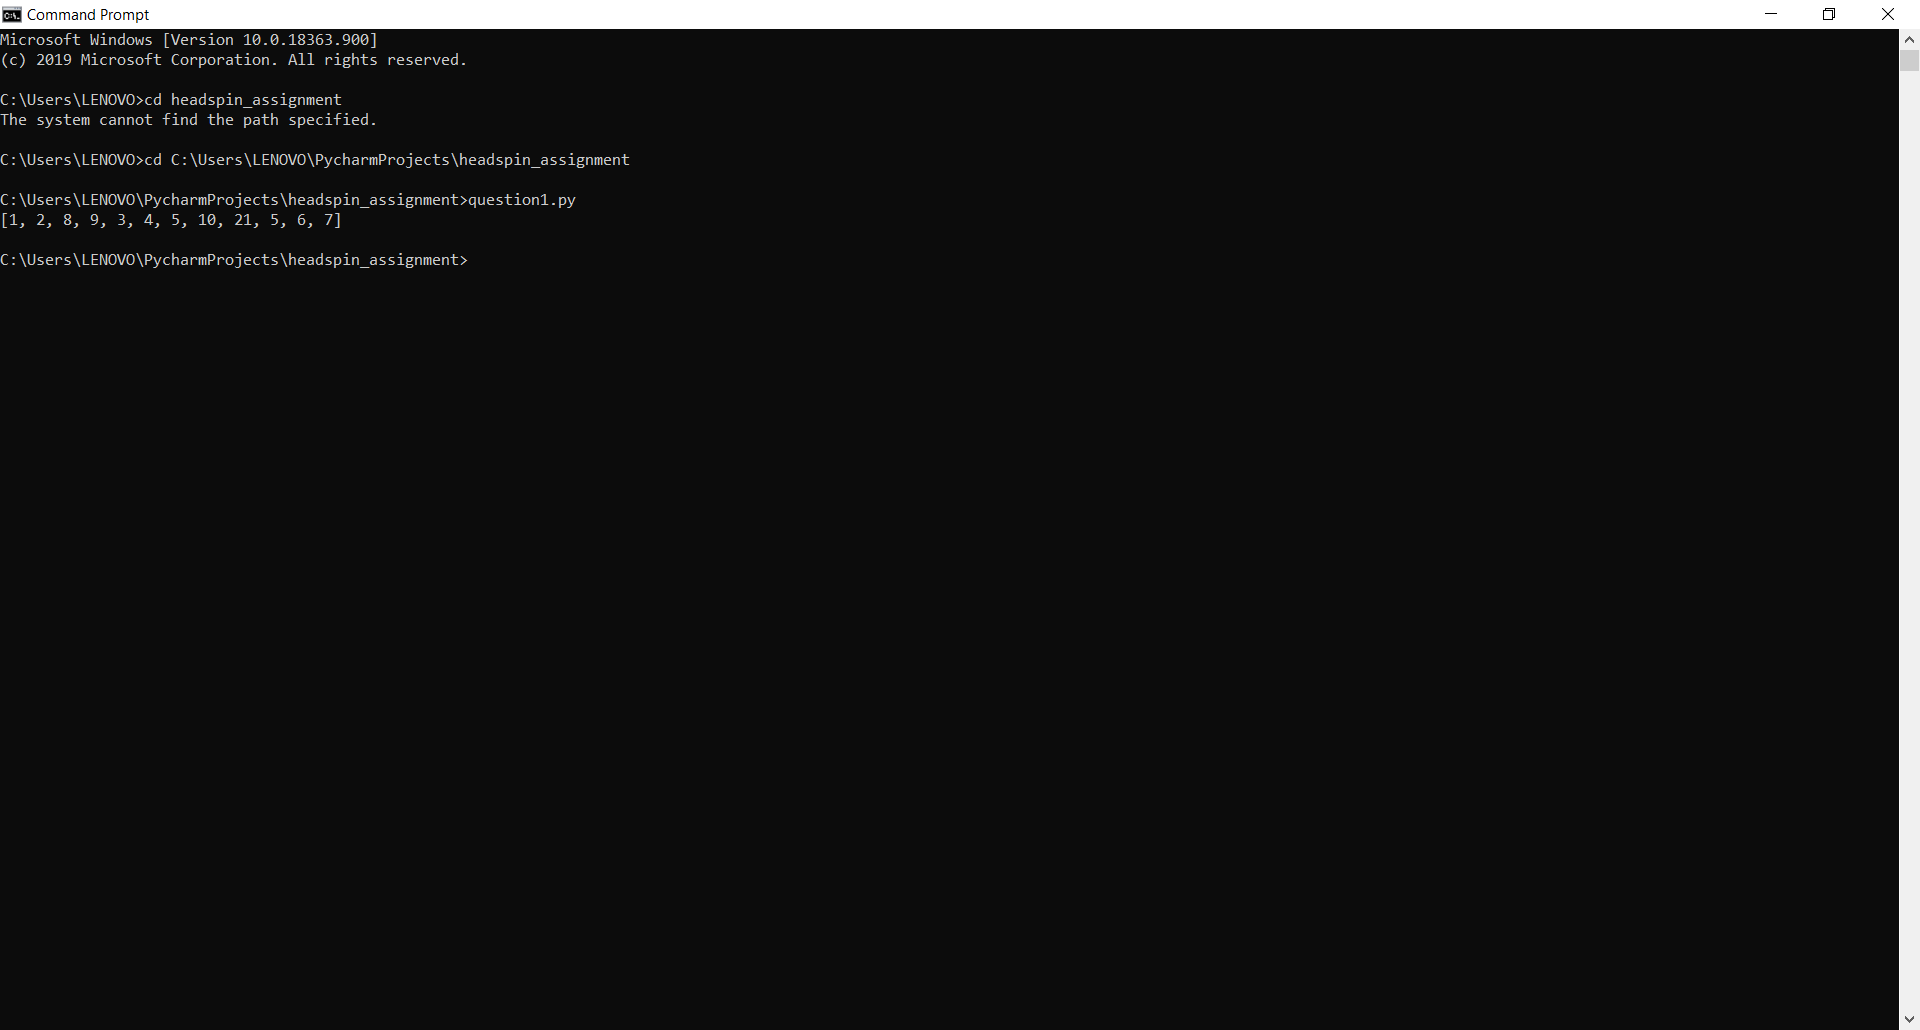 Command Prompt
Microsoft Windows [Version 10.0.18363.900]
(c) 2019 Microsoft Corporation. All rights reserved.
C:\Users\LENOVO>cd headspin_assignment
The system cannot find the path specified.
C:\Users\LENOVO>cd C:\Users\LENOVO\PycharmProjects\headspin_assignment
C:\Users\LENOVO\PycharmProjects\headspin_assignment>question1.py
[1, 2, 8, 9, 3, 4, 5, 10, 21, 5, 6, 7]
C:\Users\LENOVO\PycharmProjects\headspin_assignment>